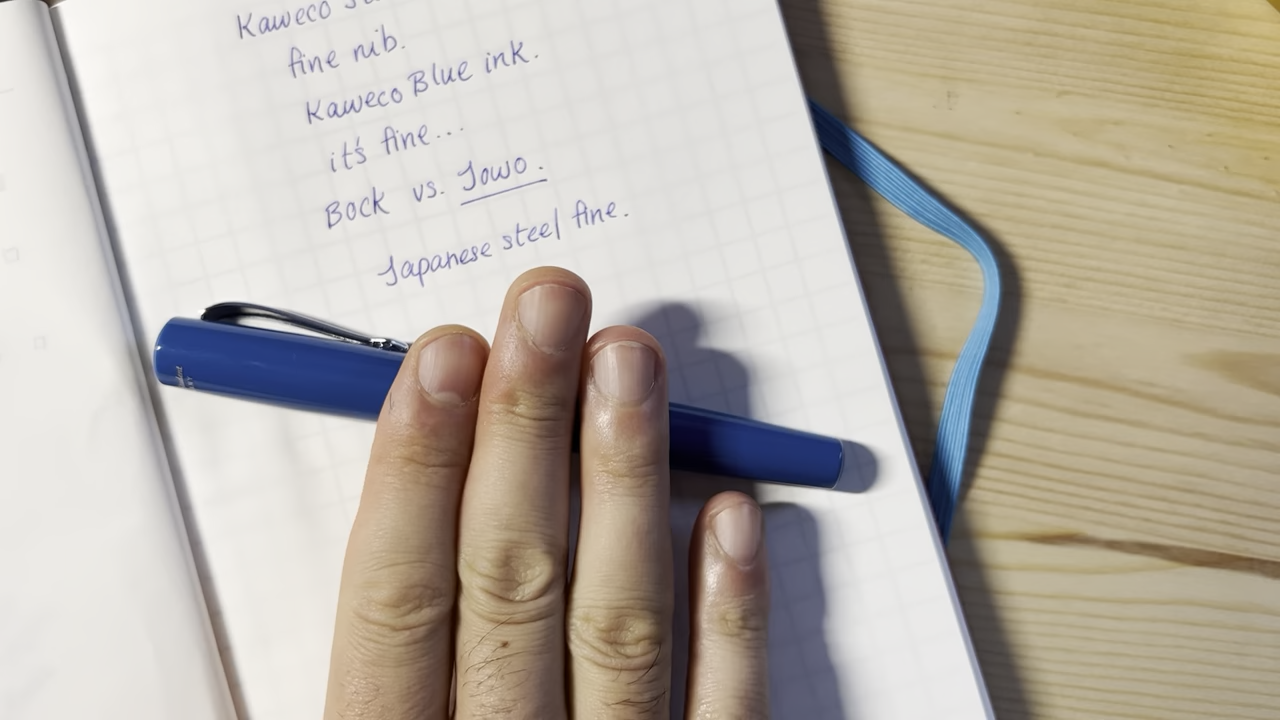 Kaweco
fine nib.
Kaweco Blue ink.
it's fine...
Bock vs. Jowo.
Japanese steel fine.